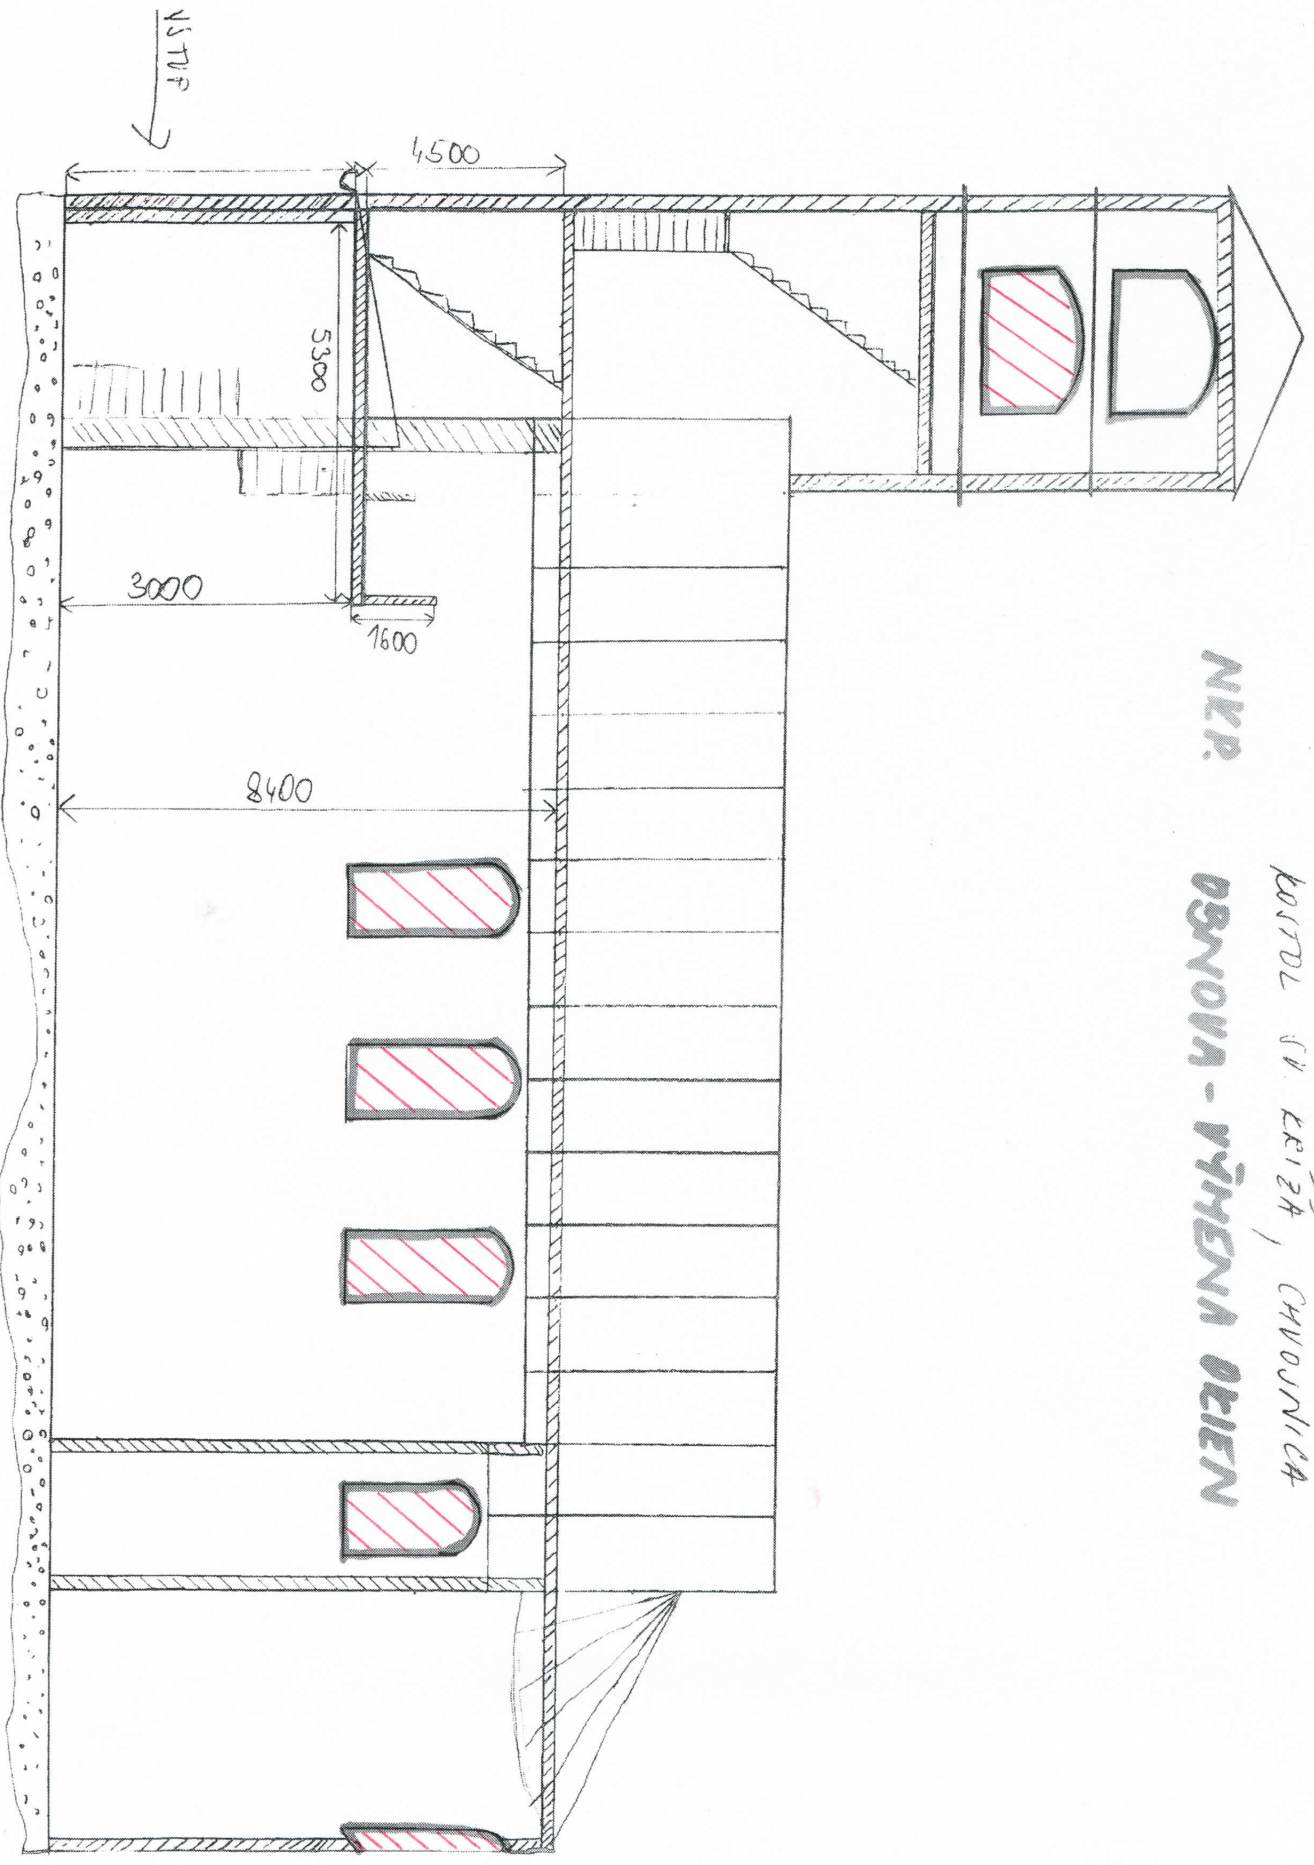 KOSTOL SV. KRÍŽA, CHVOJNICA
NKP. OBNOVA - VÝMENA OKIEN
VSTUP
4500
5300
3000
1600
8400